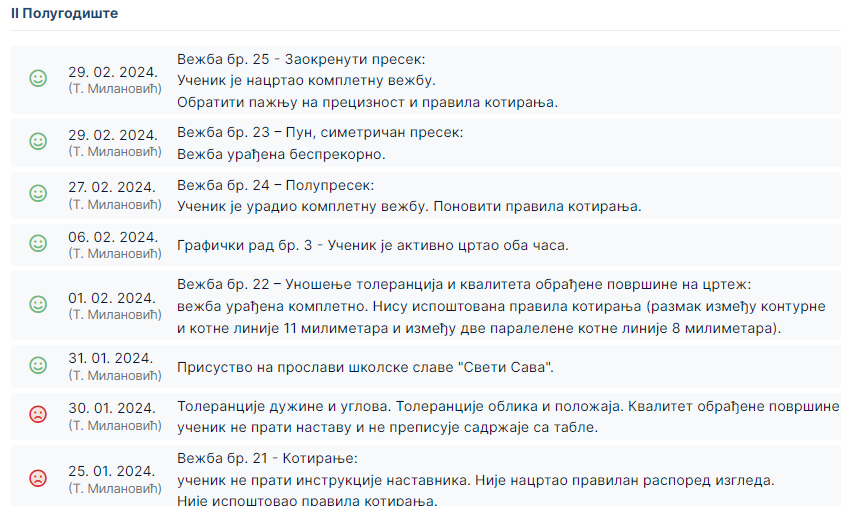 II Полугодиште
29. 02. 2024.
(Т. Милановић)
Вежба бр. 25 - Заокренути пресек:
Ученик је нацртао комплетну вежбу.
Обратити пажњу на прецизност и правила котирања.
29. 02. 2024.
(Т. Милановић)
Вежба бр. 23 – Пун, симетричан пресек:
Вежба урађена беспрекорно.
27. 02. 2024.
(Т. Милановић)
Вежба бр. 24 – Полупресек:
Ученик је урадио комплетну вежбу. Поновити правила котирања.
06. 02. 2024.
(Т. Милановић)
Графички рад бр. 3 - Ученик је активно цртао оба часа.
01. 02. 2024.
(Т. Милановић)
Вежба бр. 22 – Уношење толеранција и квалитета обрађене површине на цртеж:
вежба урађена комплетно. Нису испоштована правила котирања (размак између контурне
и котне линије 11 милиметара и између две паралелене котне линије 8 милиметара).
31. 01. 2024.
(Т. Милановић)
Присуство на прослави школске славе "Свети Сава".
30. 01. 2024.
(Т. Милановић)
Толеранције дужине и углова. Толеранције облика и положаја. Квалитет обрађене површине
ученик не прати наставу и не преписује садржаје са табле.
25. 01. 2024.
(Т. Милановић)
Вежба бр. 21 - Котирање:
ученик не прати инструкције наставника. Није нацртао правилан распоред изгледа.
Није испоштовао правила котирања.